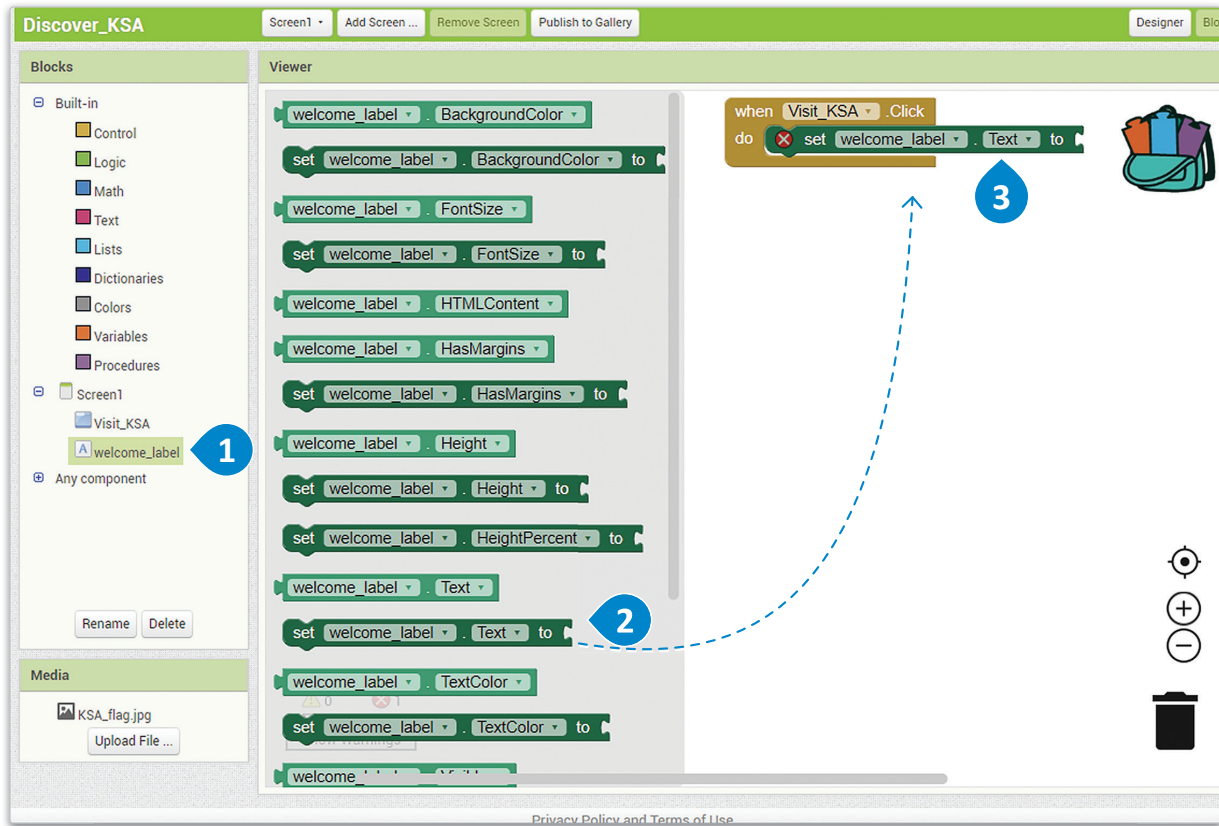 Discover_KSA
Screen1
Add Screen ...
Remove Screen
Publish to Gallery
Designer
Blo
Blocks
Built-in
Control
Logic
Math
Text
Lists
Dictionaries
Colors
Variables
Procedures
Screen1
Visit_KSA
welcome_label
1
Any component
Rename
Delete
Media
KSA_flag.jpg
Upload File ...
Viewer
welcome_label . BackgroundColor
set welcome_label . BackgroundColor to
welcome_label . FontSize
set welcome_label . FontSize to
welcome_label . HTMLContent
welcome_label . HasMargins
set welcome_label . HasMargins to
welcome_label . Height
set welcome_label . Height to
set welcome_label . HeightPercent to
welcome_label . Text
set welcome_label . Text to
2
welcome_label . TextColor
0
1
set welcome_label . TextColor to
Warnings
when Visit_KSA .Click
do set welcome_label . Text to
3
Privacy Policy and Terms of Use